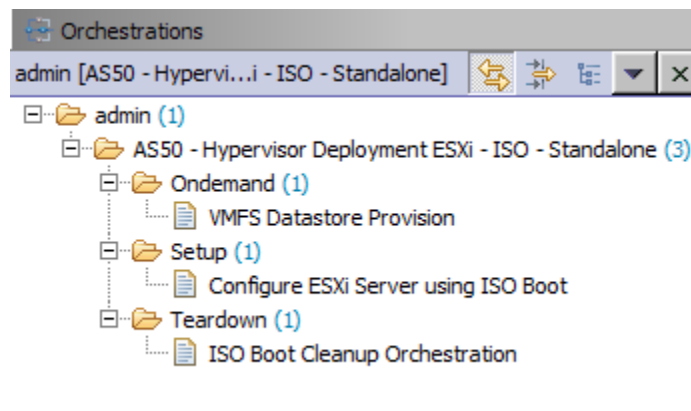 Orchestrations
admin [AS50 - Hypervi...i - ISO - Standalone]
admin (1)
AS50 - Hypervisor Deployment ESXi - ISO - Standalone (3)
Ondemand (1)
VMFS Datastore Provision
Setup (1)
Configure ESXi Server using ISO Boot
Teardown (1)
ISO Boot Cleanup Orchestration